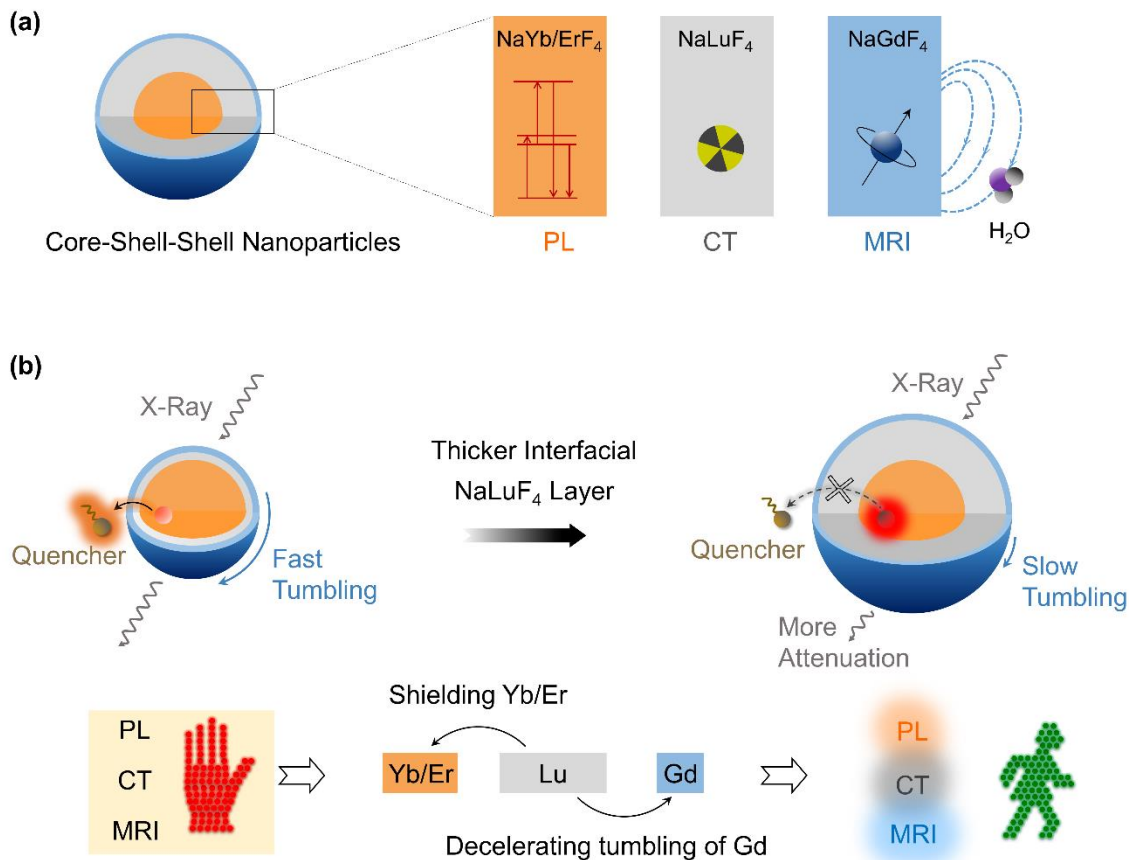 (a)
NaYb/ErF₄
NaLuF₄
NaGdF₄
H₂O
Core-Shell-Shell Nanoparticles
PL
CT
MRI
(b)
X-Ray
Quencher
Fast
Tumbling
Thicker Interfacial
NaLuF₄ Layer
X-Ray
Quencher
Slow
Tumbling
More
Attenuation
Shielding Yb/Er
PL
CT
MRI
Yb/Er
Lu
Gd
Decelerating tumbling of Gd
PL
CT
MRI